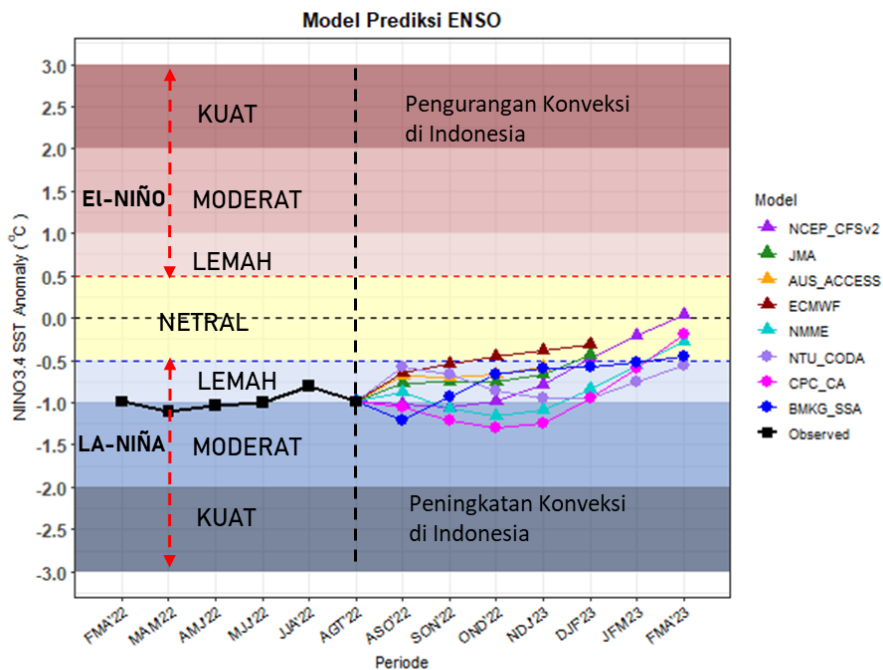 Model Prediksi ENSO
NINO3.4 SST Anomaly (°C)
3.0
2.5
2.0
1.5
1.0
0.5
0.0
-0.5
-1.0
-1.5
-2.0
-2.5
-3.0
KUAT
Pengurangan Konveksi
di Indonesia
El-NIÑO
MODERAT
LEMAH
NETRAL
LEMAH
LA-NIÑA
MODERAT
KUAT
Peningkatan Konveksi
di Indonesia
FMA'22
MAM'22
AMJ'22
MJJ'22
JJA'22
AGT'22
ASO'22
SON'22
OND'22
NDJ'23
DJF'23
JFM'23
FMA'23
Periode
Model
NCEP_CFSv2
JMA
AUS_ACCESS
ECMWF
NMME
NTU_CODA
CPC_CA
BMKG_SSA
Observed